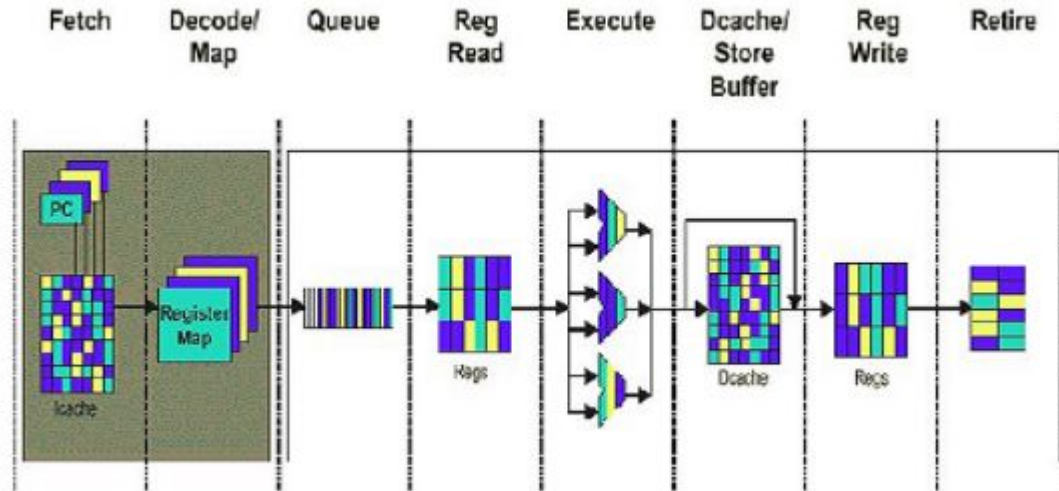 Fetch
Decode/
Map
Queue
Reg
Read
Execute
Dcache/
Store
Buffer
Reg
Write
Retire
PC
Register
Map
Icache
Regs
Dcache
Regs